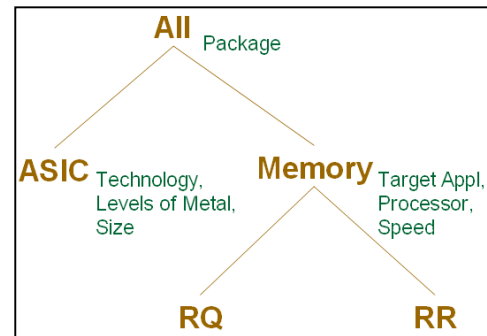 All
Package
ASIC
Technology,
Levels of Metal,
Size
Memory
Target Appl,
Processor,
Speed
RQ
RR